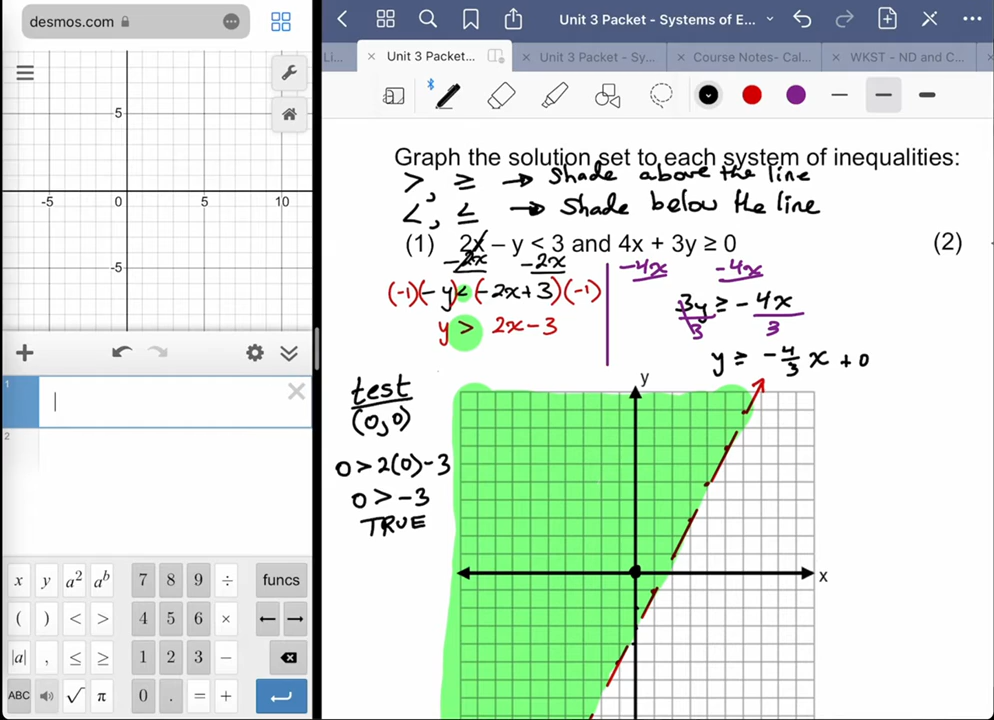 desmos.com
Unit 3 Packet - Systems of E...
Li...
Unit 3 Packet...
Unit 3 Packet - Sy...
Course Notes- Cal...
WKST - ND and C...
5
-5
0
5
10
-5
1
2
x y a² aᵇ 7 8 9 ÷ funcs
( ) < > 4 5 6 × ← →
|a| , ≤ ≥ 1 2 3 −
ABC √ π 0 . = +
Graph the solution set to each system of inequalities:
>, ≥ → Shade above the line
<, ≤ → Shade below the line
(1) 2x – y < 3 and 4x + 3y ≥ 0 (2)
-2x -2x -4x -4x
(-1)(-y < (-2x+3)(-1)
3y ≥ -4x
3 3
y > 2x-3
y ≥ -4/3 x + 0
test
(0,0)
0 > 2(0)-3
0 > -3
TRUE
y
x